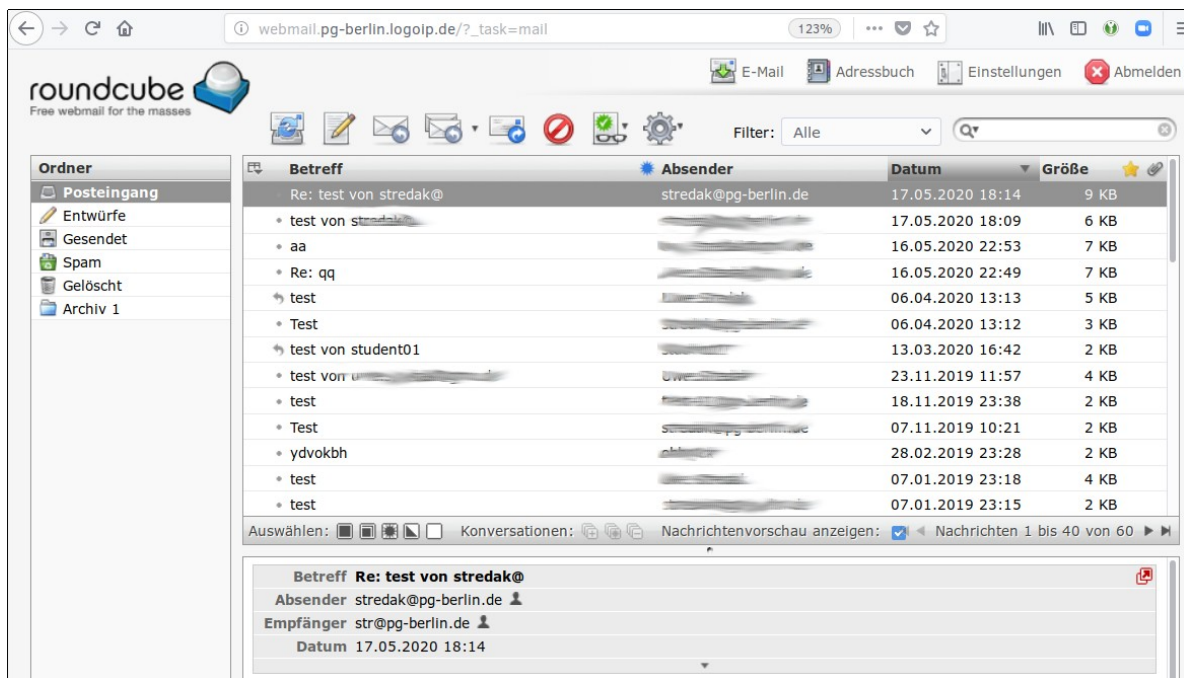 webmail.pg-berlin.logoip.de/?_task=mail 123%
roundcube
Free webmail for the masses
E-Mail Adressbuch Einstellungen Abmelden
Filter: Alle
Ordner
Posteingang
Entwürfe
Gesendet
Spam
Gelöscht
Archiv 1
Betreff Absender Datum Größe
Re: test von stredak@ stredak@pg-berlin.de 17.05.2020 18:14 9 KB
test von 17.05.2020 18:09 6 KB
aa 16.05.2020 22:53 7 KB
Re: qq 16.05.2020 22:49 7 KB
test 06.04.2020 13:13 5 KB
Test 06.04.2020 13:12 3 KB
test von student01 13.03.2020 16:42 2 KB
test von 23.11.2019 11:57 4 KB
test 18.11.2019 23:38 2 KB
Test 07.11.2019 10:21 2 KB
ydvokbh 28.02.2019 23:28 2 KB
test 07.01.2019 23:18 4 KB
test 07.01.2019 23:15 2 KB
Auswählen: Konversationen: Nachrichtenvorschau anzeigen: Nachrichten 1 bis 40 von 60
Betreff Re: test von stredak@
Absender stredak@pg-berlin.de
Empfänger str@pg-berlin.de
Datum 17.05.2020 18:14